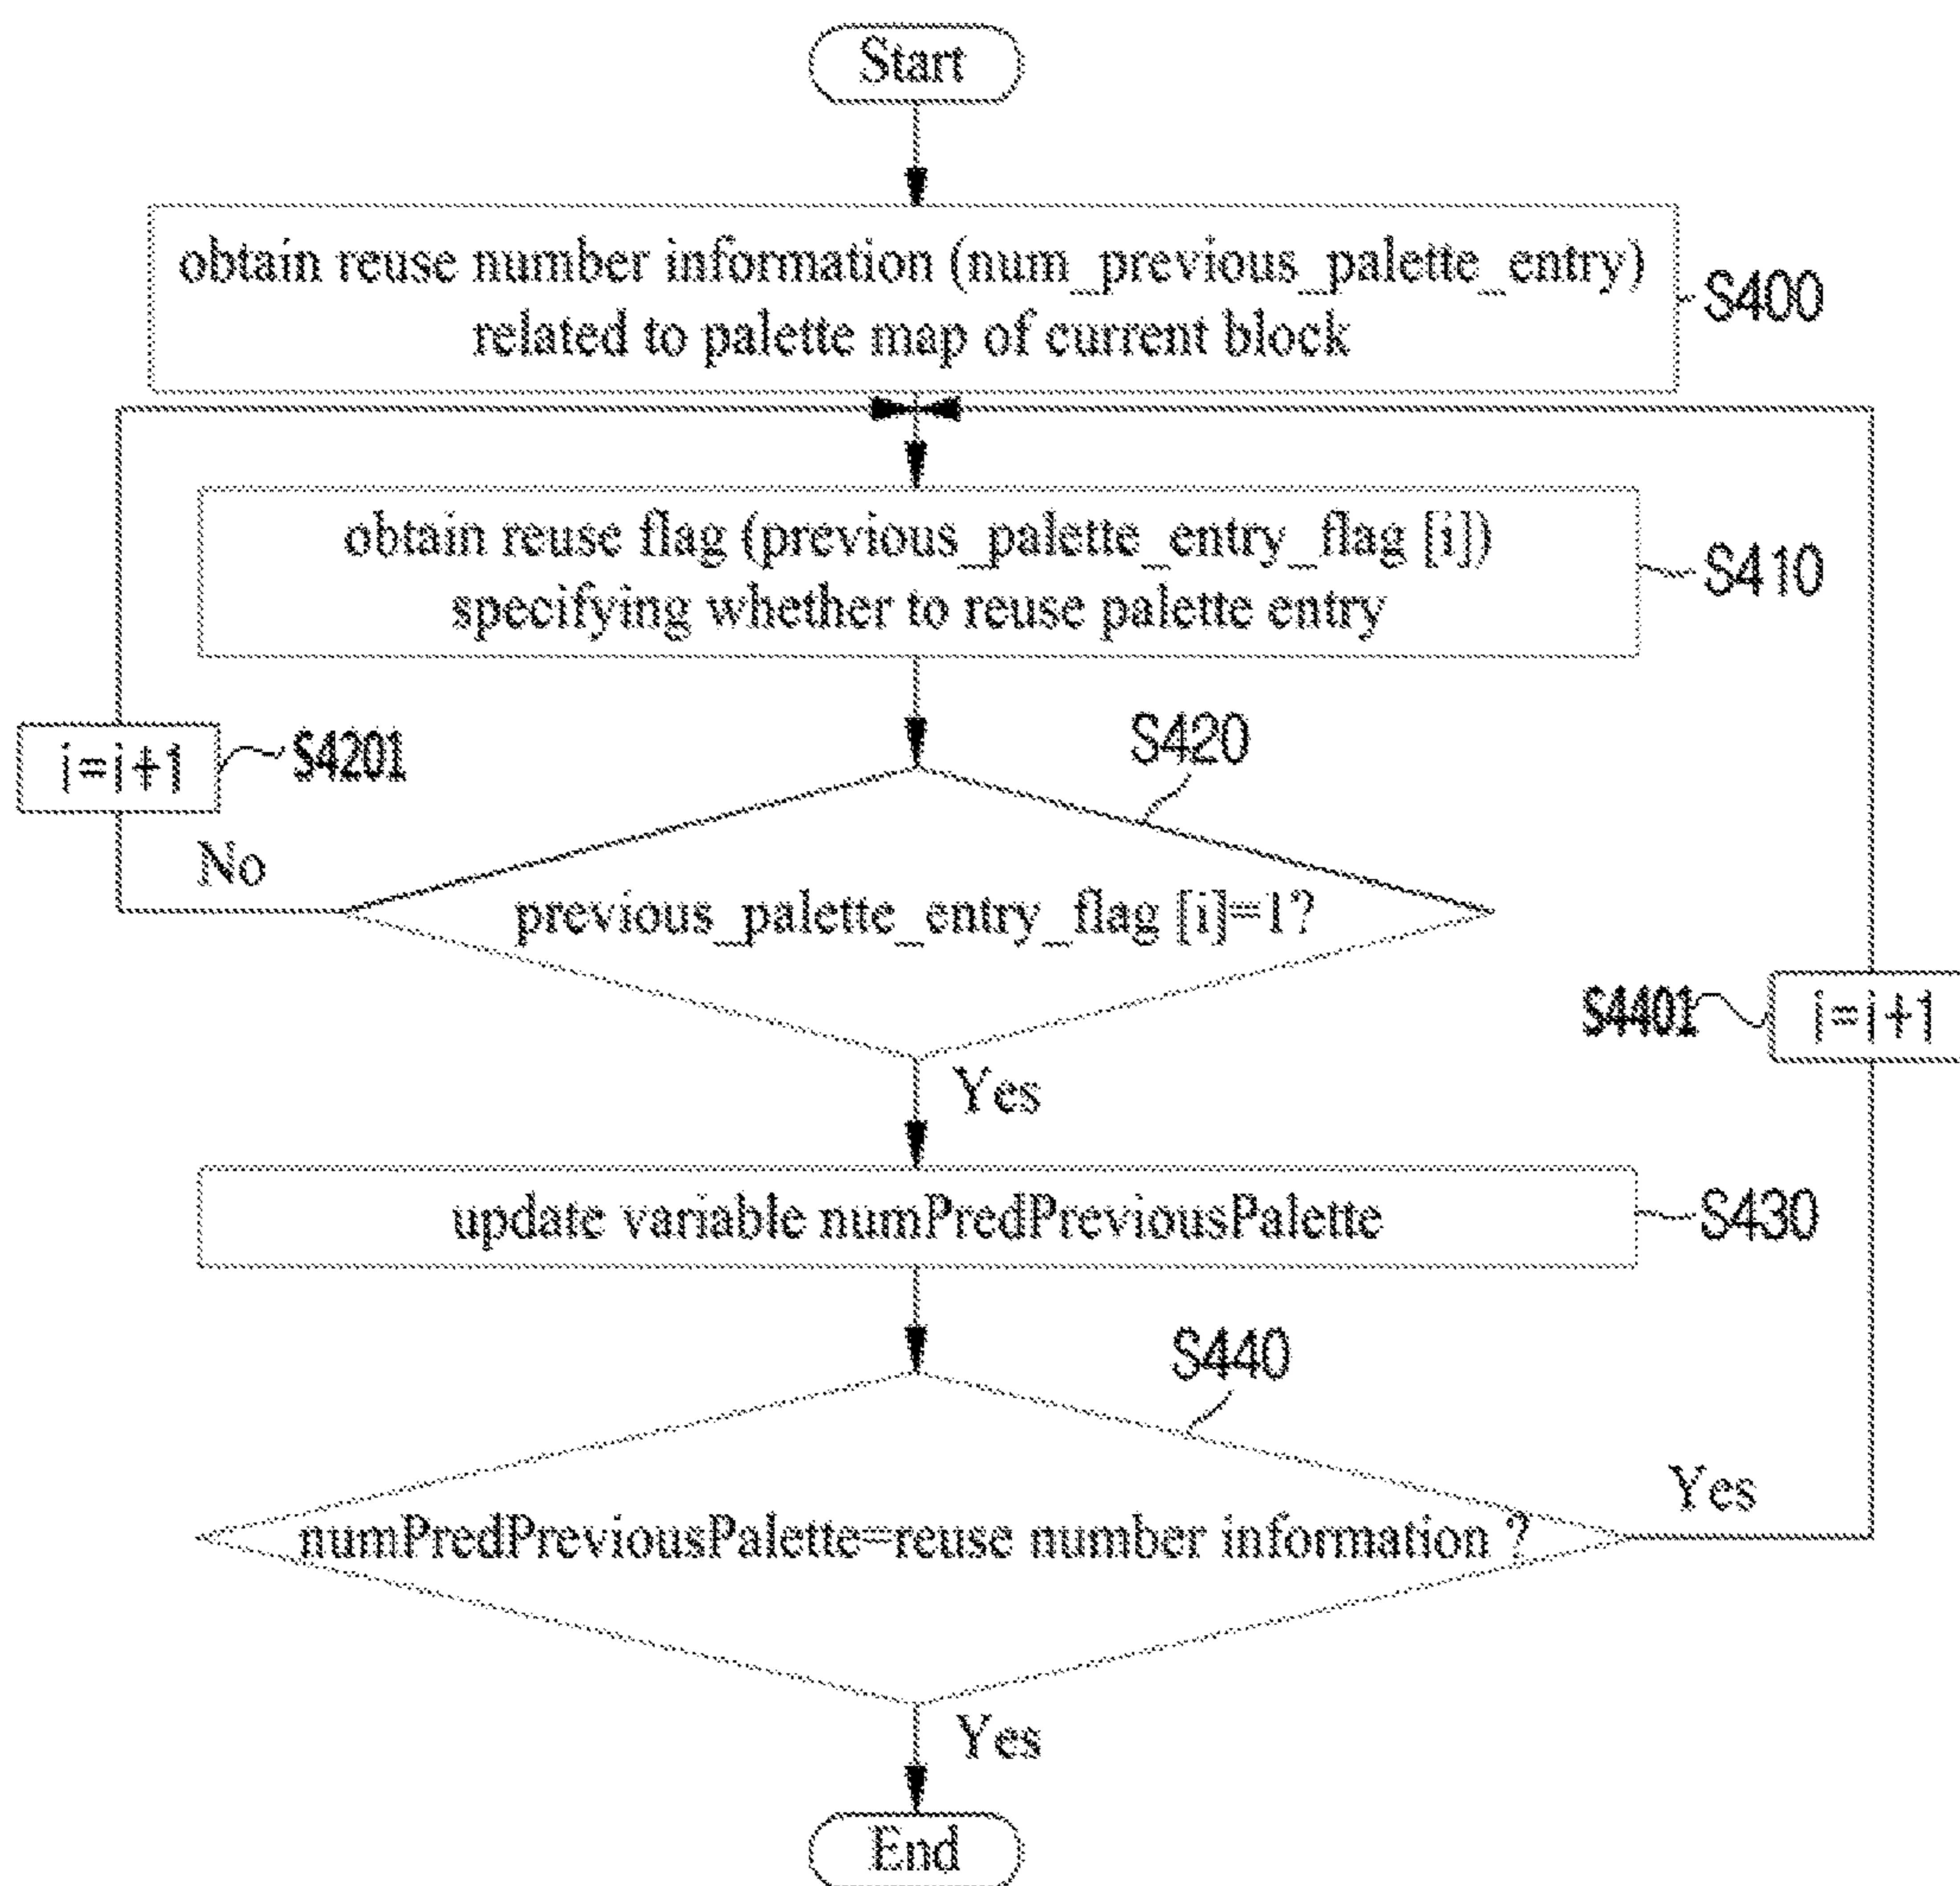 Start
obtain reuse number information (num_previous_palette_entry)
related to palette map of current block
S400
obtain reuse flag (previous_palette_entry_flag [i])
specifying whether to reuse palette entry
S410
i=i+1
S4201
S420
No
previous_palette_entry_flag [i]=1?
S4401
i=i+1
Yes
update variable numPredPreviousPalette
S430
S440
Yes
numPredPreviousPalette=reuse number information ?
Yes
End